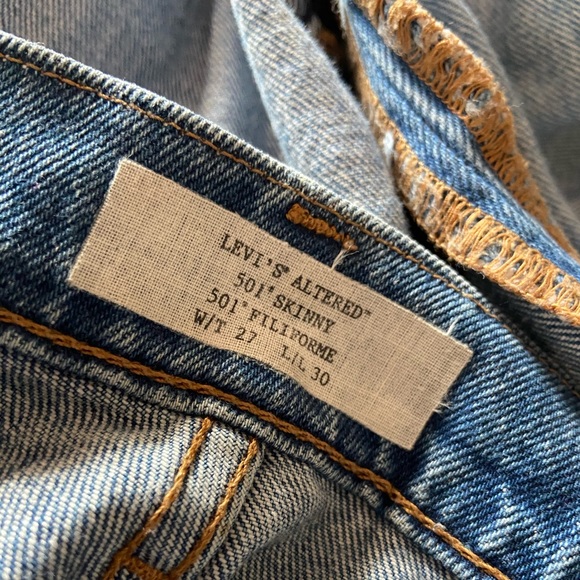 LEVI'S® ALTERED™
501® SKINNY
501® FILIFORME
W/T 27 L/L 30